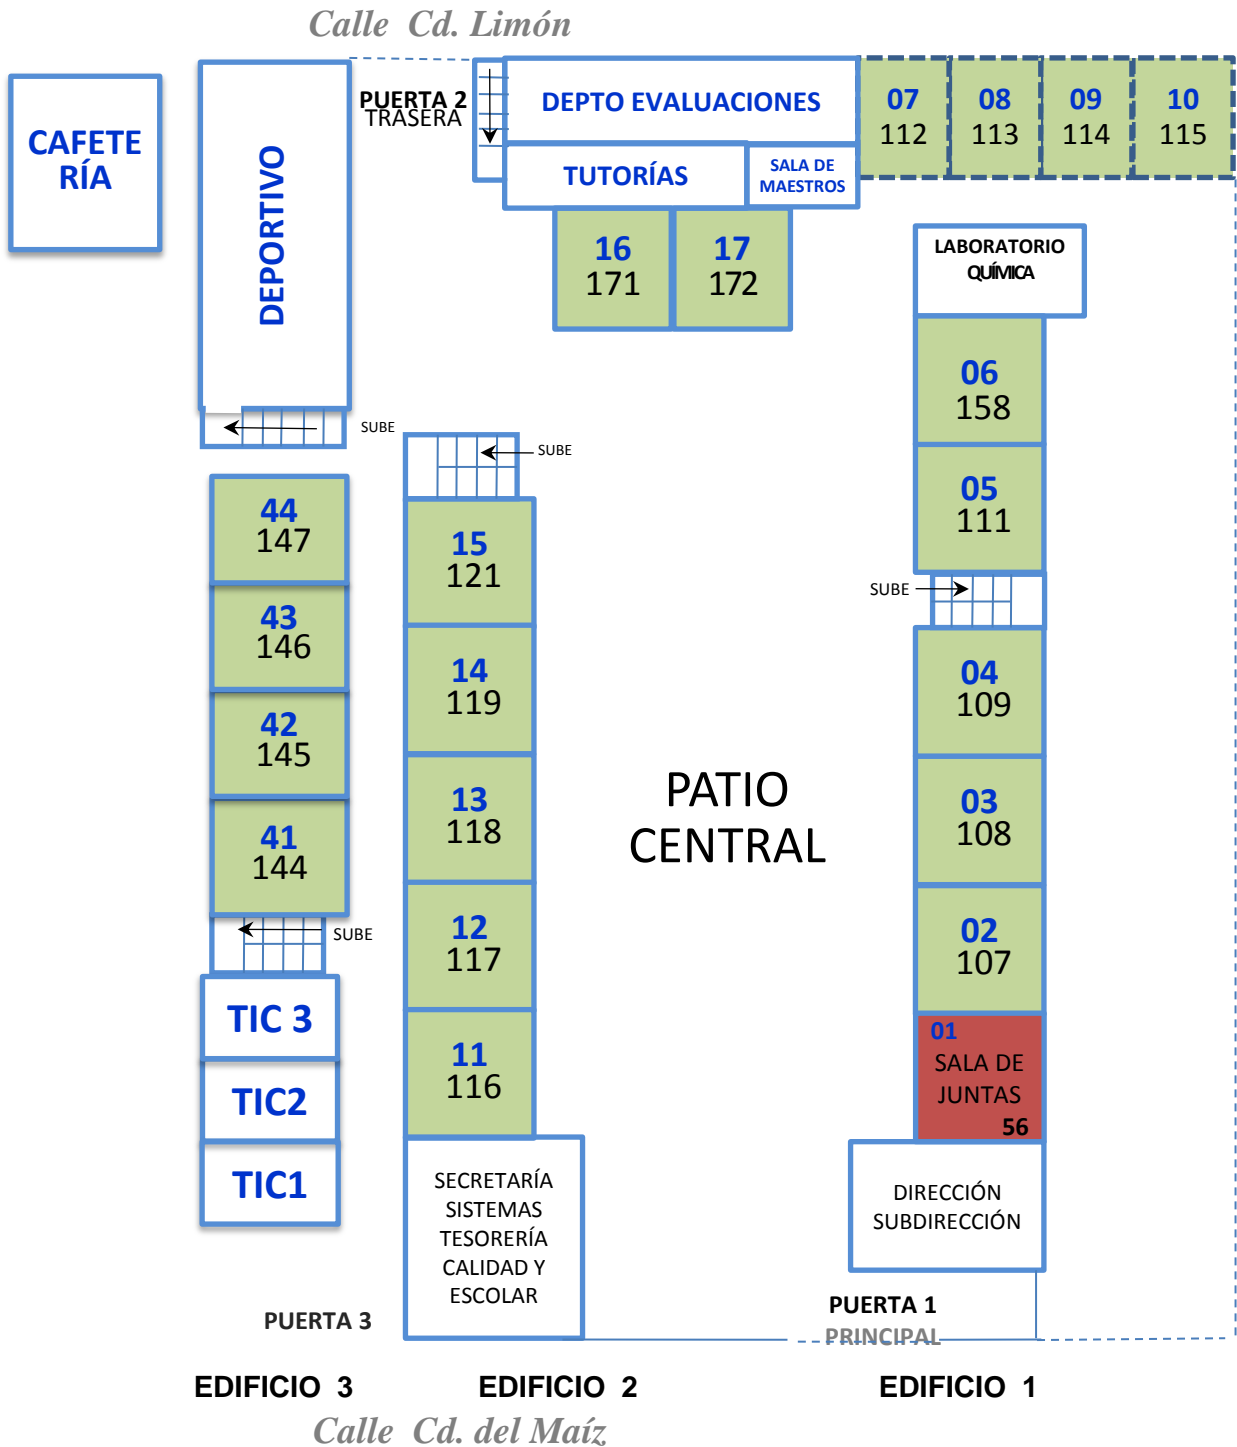 Calle Cd. Limón
CAFETE
RÍA
DEPORTIVO
PUERTA 2
TRASERA
DEPTO EVALUACIONES
TUTORÍAS
SALA DE
MAESTROS
07
112
08
113
09
114
10
115
16
171
17
172
LABORATORIO
QUÍMICA
06
158
05
111
SUBE
04
109
03
108
02
107
01
SALA DE
JUNTAS
56
DIRECCIÓN
SUBDIRECCIÓN
SUBE
SUBE
44
147
43
146
42
145
41
144
SUBE
TIC 3
TIC2
TIC1
15
121
14
119
13
118
12
117
11
116
SECRETARÍA
SISTEMAS
TESORERÍA
CALIDAD Y
ESCOLAR
PATIO
CENTRAL
PUERTA 3
PUERTA 1
PRINCIPAL
EDIFICIO 3
EDIFICIO 2
EDIFICIO 1
Calle Cd. del Maíz